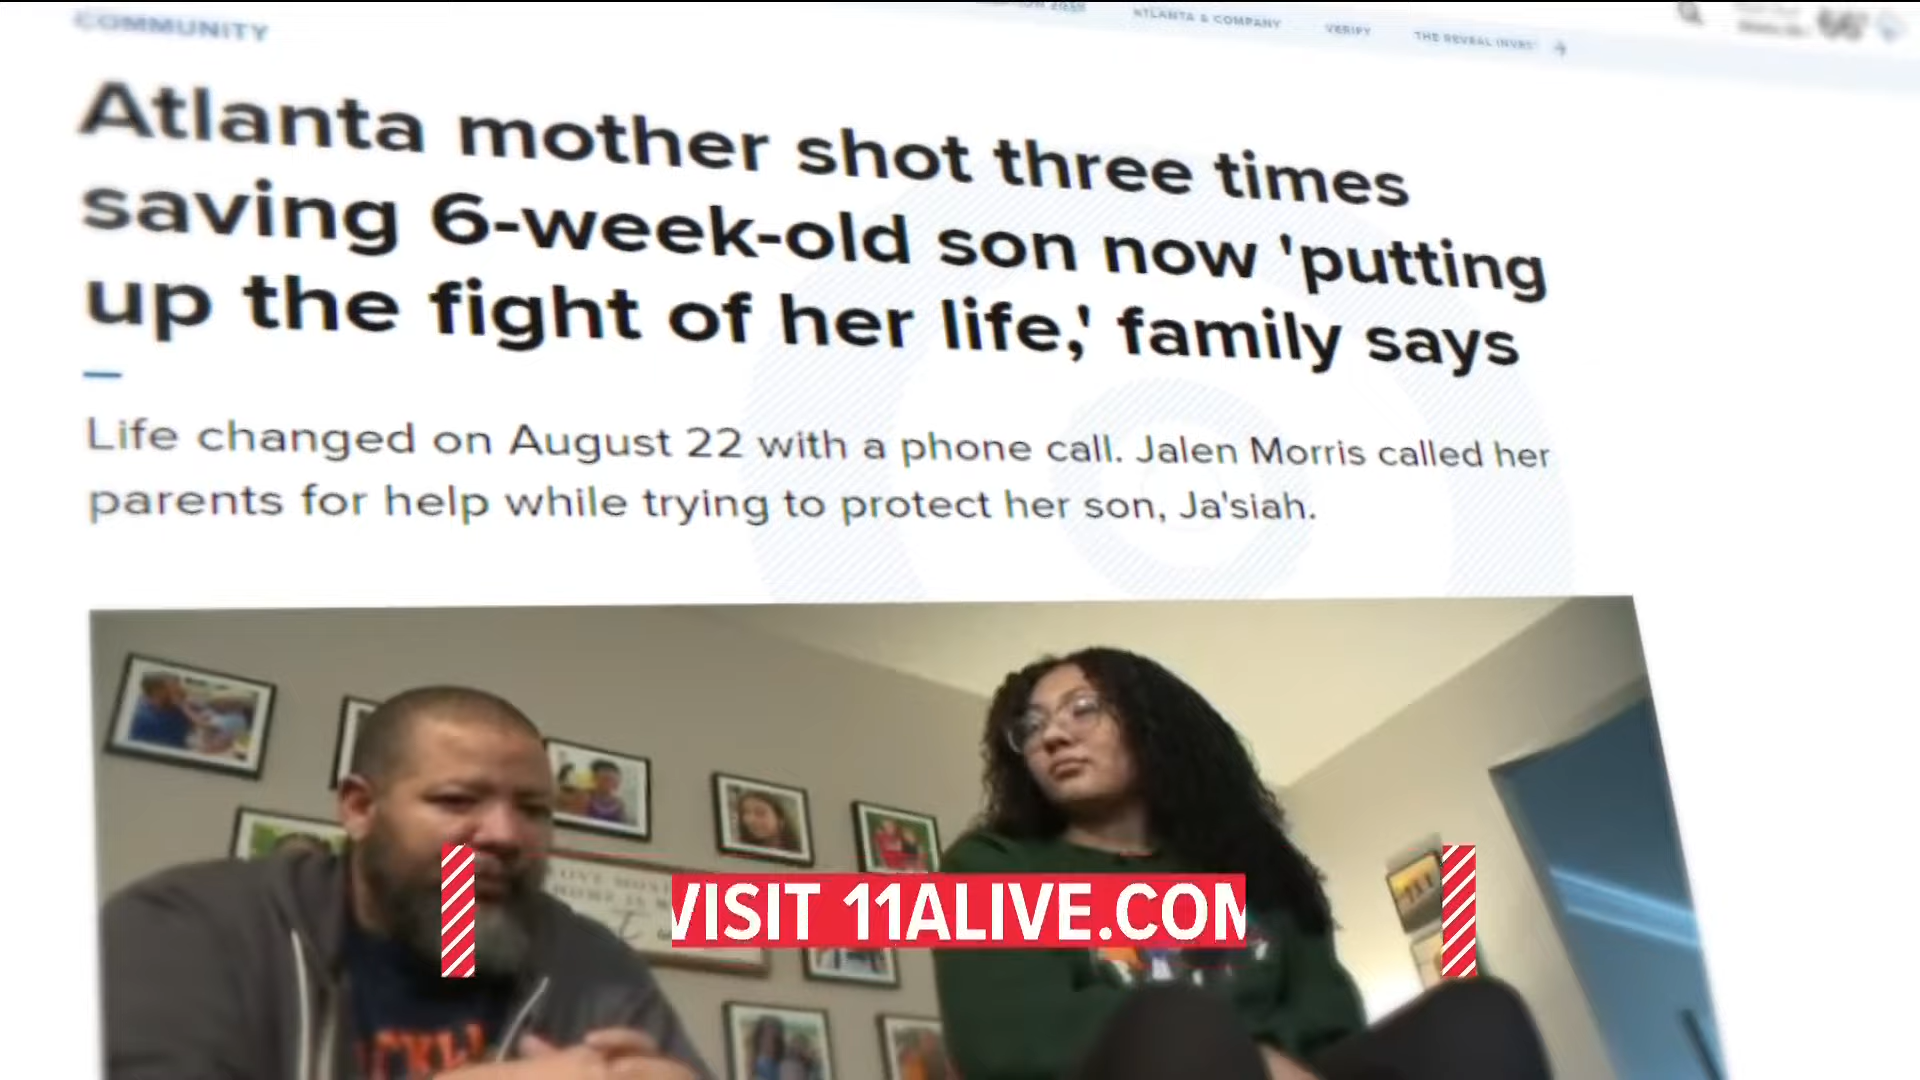 ATLANTA & COMPANY VERIFY THE REVEAL
COMMUNITY
Atlanta mother shot three times
saving 6-week-old son now 'putting
up the fight of her life,' family says
Life changed on August 22 with a phone call. Jalen Morris called her
parents for help while trying to protect her son, Ja'siah.
VISIT 11ALIVE.COM